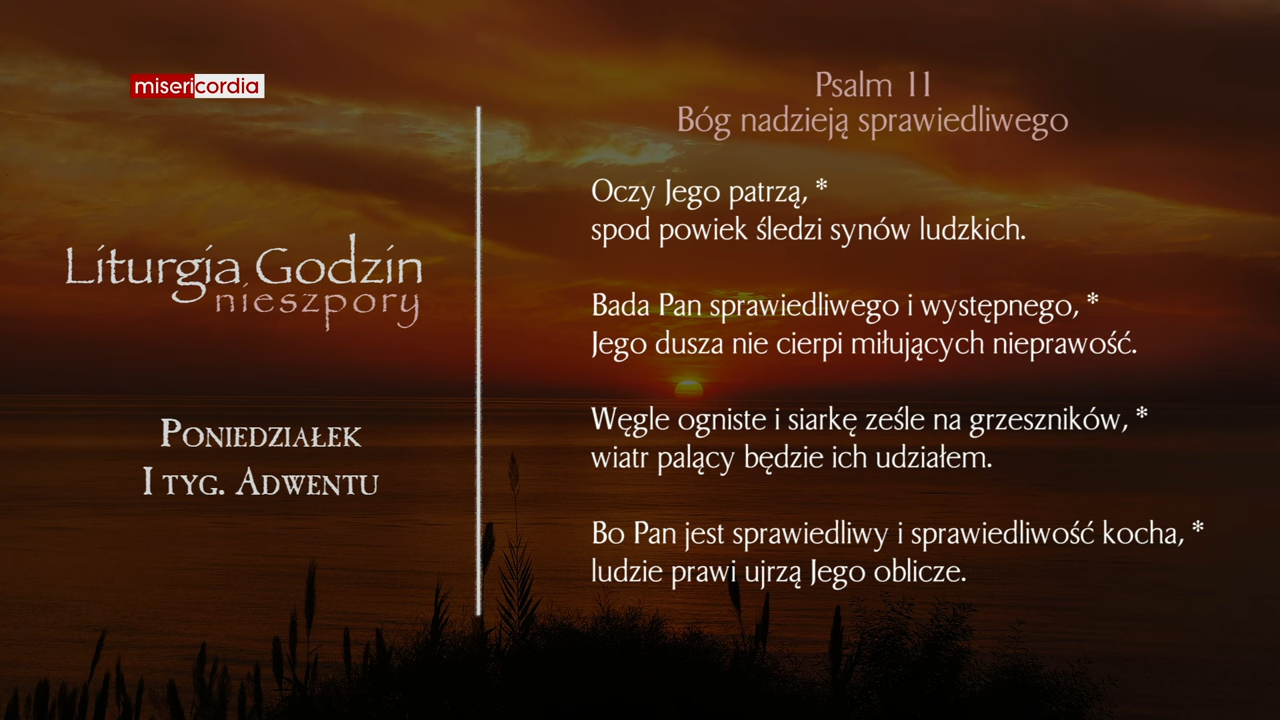 misericordia
Liturgia Godzin
nieszpory
Poniedziałek
I tyg. Adwentu
Psalm 11
Bóg nadzieją sprawiedliwego
Oczy Jego patrzą, *
spod powiek śledzi synów ludzkich.
Bada Pan sprawiedliwego i występnego, *
Jego dusza nie cierpi miłujących nieprawość.
Węgle ogniste i siarkę ześle na grzeszników, *
wiatr palący będzie ich udziałem.
Bo Pan jest sprawiedliwy i sprawiedliwość kocha, *
ludzie prawi ujrzą Jego oblicze.